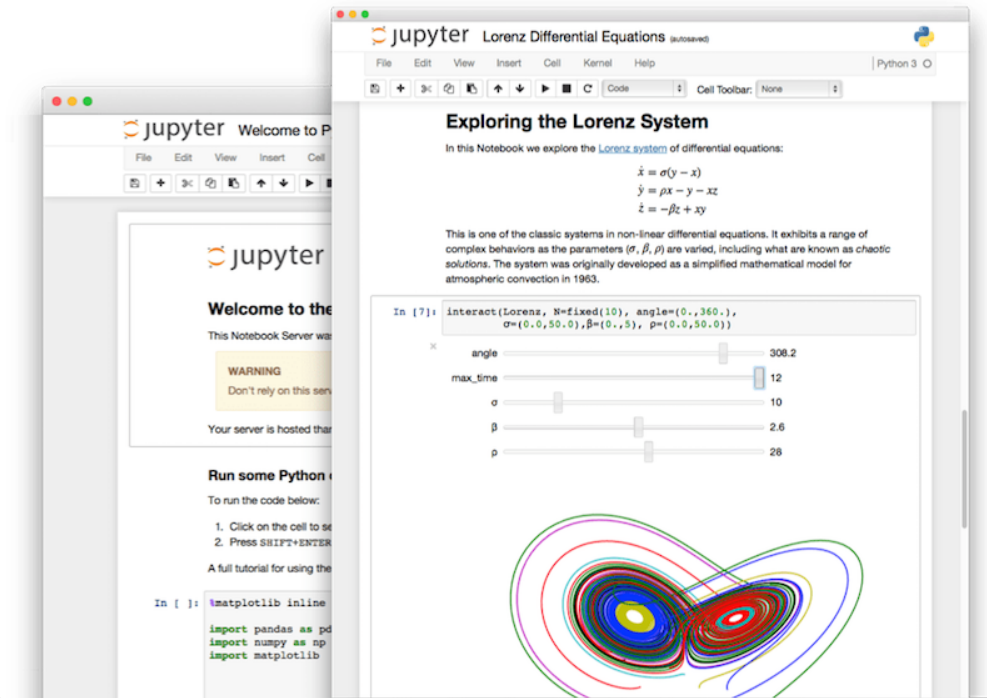 jupyter Lorenz Differential Equations (autosaved)
File Edit View Insert Cell Kernel Help Python 3
Code Cell Toolbar: None
Exploring the Lorenz System
In this Notebook we explore the Lorenz system of differential equations:
ẋ = σ(y − x)
ẏ = ρx − y − xz
ż = −βz + xy
This is one of the classic systems in non-linear differential equations. It exhibits a range of
complex behaviors as the parameters (σ, β, ρ) are varied, including what are known as chaotic
solutions. The system was originally developed as a simplified mathematical model for
atmospheric convection in 1963.
In [7]: interact(Lorenz, N=fixed(10), angle=(0.,360.),
σ=(0.0,50.0),β=(0.,5), ρ=(0.0,50.0))
angle 308.2
max_time 12
σ 10
β 2.6
ρ 28
jupyter Welcome to P
File Edit View Insert Cell
jupyter
Welcome to the
This Notebook Server was
WARNING
Don't rely on this serv
Your server is hosted than
Run some Python
To run the code below:
1. Click on the cell to se
2. Press SHIFT+ENTER
A full tutorial for using the
In [ ]: %matplotlib inline
import pandas as pd
import numpy as np
import matplotlib